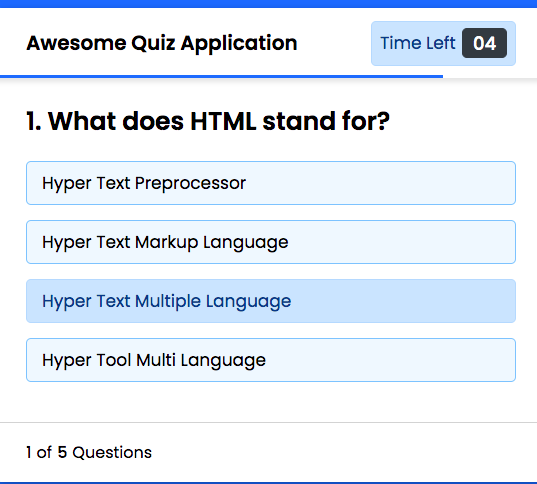 Awesome Quiz Application
Time Left 04
1. What does HTML stand for?
Hyper Text Preprocessor
Hyper Text Markup Language
Hyper Text Multiple Language
Hyper Tool Multi Language
1 of 5 Questions